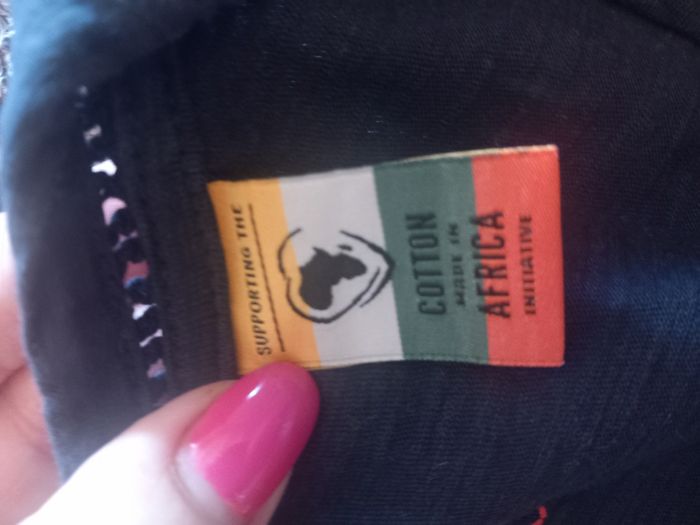 SUPPORTING THE
COTTON
MADE IN
AFRICA
INITIATIVE